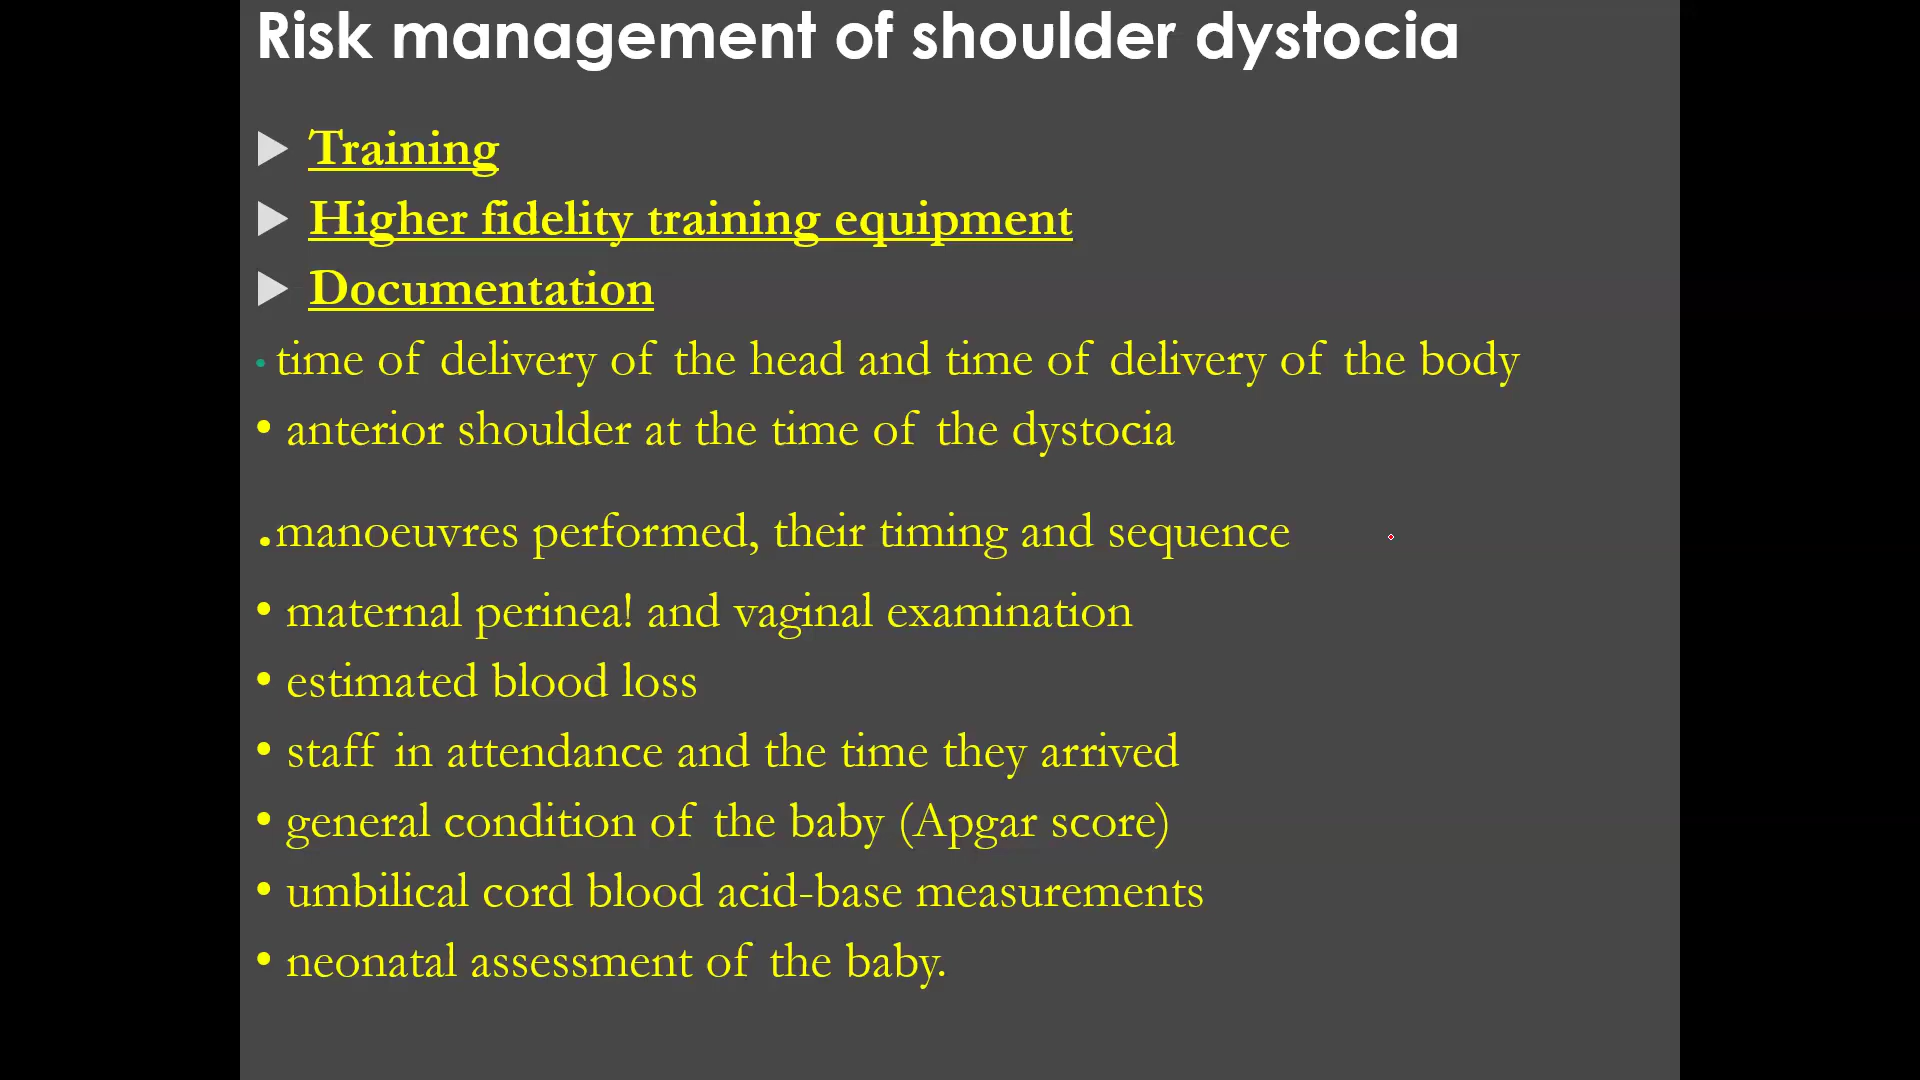 Risk management of shoulder dystocia
▶ Training
▶ Higher fidelity training equipment
▶ Documentation
• time of delivery of the head and time of delivery of the body
• anterior shoulder at the time of the dystocia
•manoeuvres performed, their timing and sequence
• maternal perinea! and vaginal examination
• estimated blood loss
• staff in attendance and the time they arrived
• general condition of the baby (Apgar score)
• umbilical cord blood acid-base measurements
• neonatal assessment of the baby.